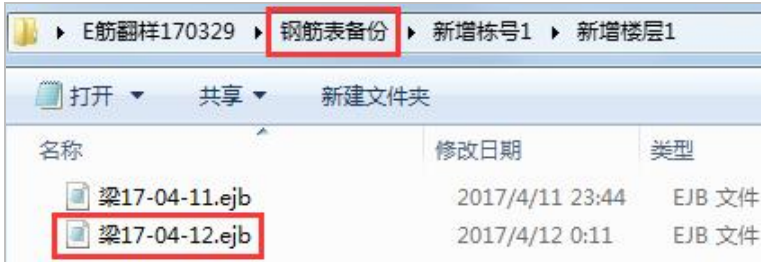 E筋翻样170329 ▸ 钢筋表备份 ▸ 新增栋号1 ▸ 新增楼层1
打开 共享 新建文件夹
名称 修改日期 类型
梁17-04-11.ejb 2017/4/11 23:44 EJB 文件
梁17-04-12.ejb 2017/4/12 0:11 EJB 文件